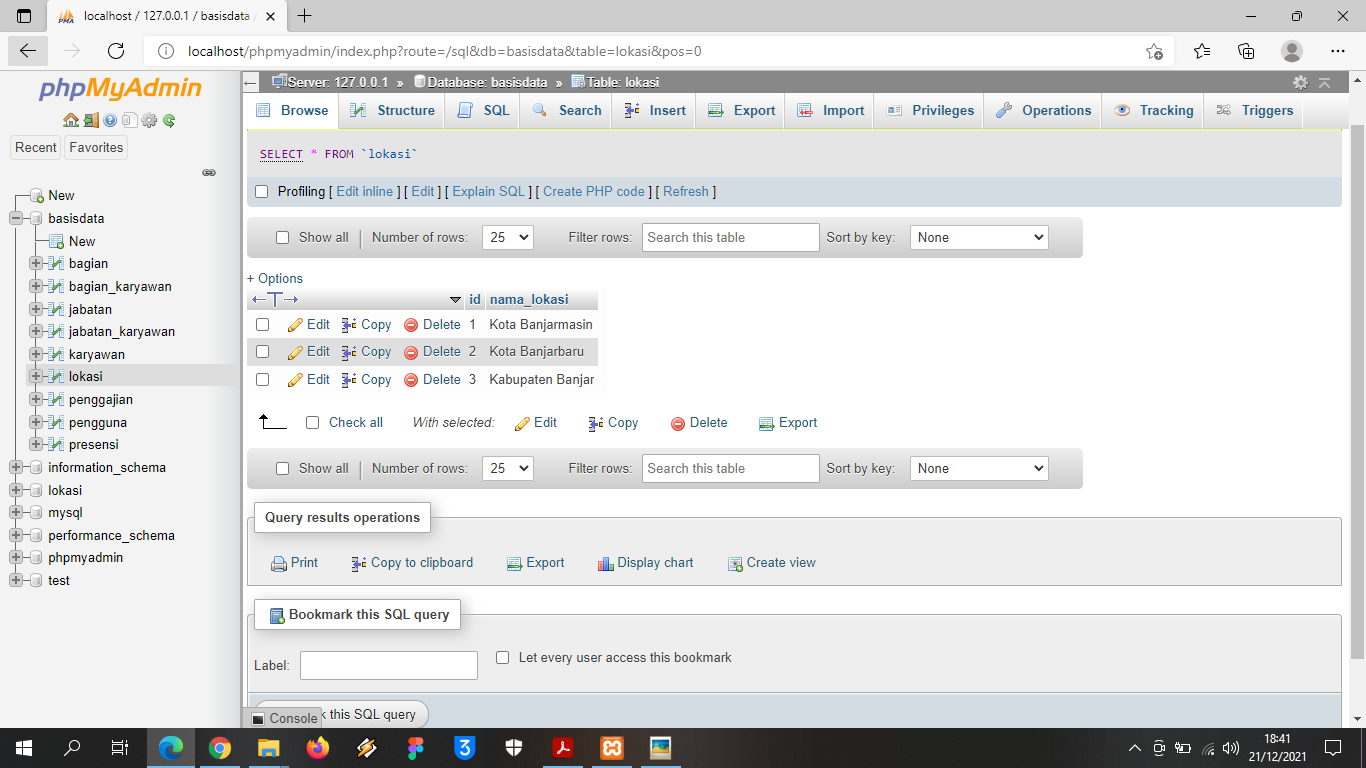 localhost / 127.0.0.1 / basisdata
localhost/phpmyadmin/index.php?route=/sql&db=basisdata&table=lokasi&pos=0
phpMyAdmin
Recent Favorites
New
basisdata
New
bagian
bagian_karyawan
jabatan
jabatan_karyawan
karyawan
lokasi
penggajian
pengguna
presensi
information_schema
lokasi
mysql
performance_schema
phpmyadmin
test
Server: 127.0.0.1 » Database: basisdata » Table: lokasi
Browse Structure SQL Search Insert Export Import Privileges Operations Tracking Triggers
SELECT * FROM `lokasi`
Profiling [ Edit inline ] [ Edit ] [ Explain SQL ] [ Create PHP code ] [ Refresh ]
Show all | Number of rows: 25 Filter rows: Search this table Sort by key: None
+ Options
←T→ id nama_lokasi
Edit Copy Delete 1 Kota Banjarmasin
Edit Copy Delete 2 Kota Banjarbaru
Edit Copy Delete 3 Kabupaten Banjar
Check all With selected: Edit Copy Delete Export
Show all | Number of rows: 25 Filter rows: Search this table Sort by key: None
Query results operations
Print Copy to clipboard Export Display chart Create view
Bookmark this SQL query
Label: Let every user access this bookmark
Console
k this SQL query
18:41
21/12/2021